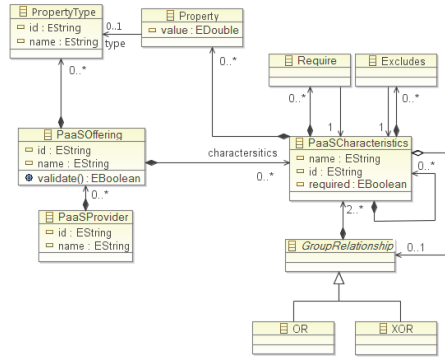 PropertyType
id : EString
name : EString
0..1
type
Property
value : EDouble
Require
Excludes
0..*
0..*
0..*
0..*
1
1
PaaSOffering
id : EString
name : EString
validate() : EBoolean
charactersitics
0..*
PaaSCharacteristics
name : EString
id : EString
required : EBoolean
0..*
0..*
PaaSProvider
id : EString
name : EString
2..*
GroupRelationship
0..1
OR
XOR